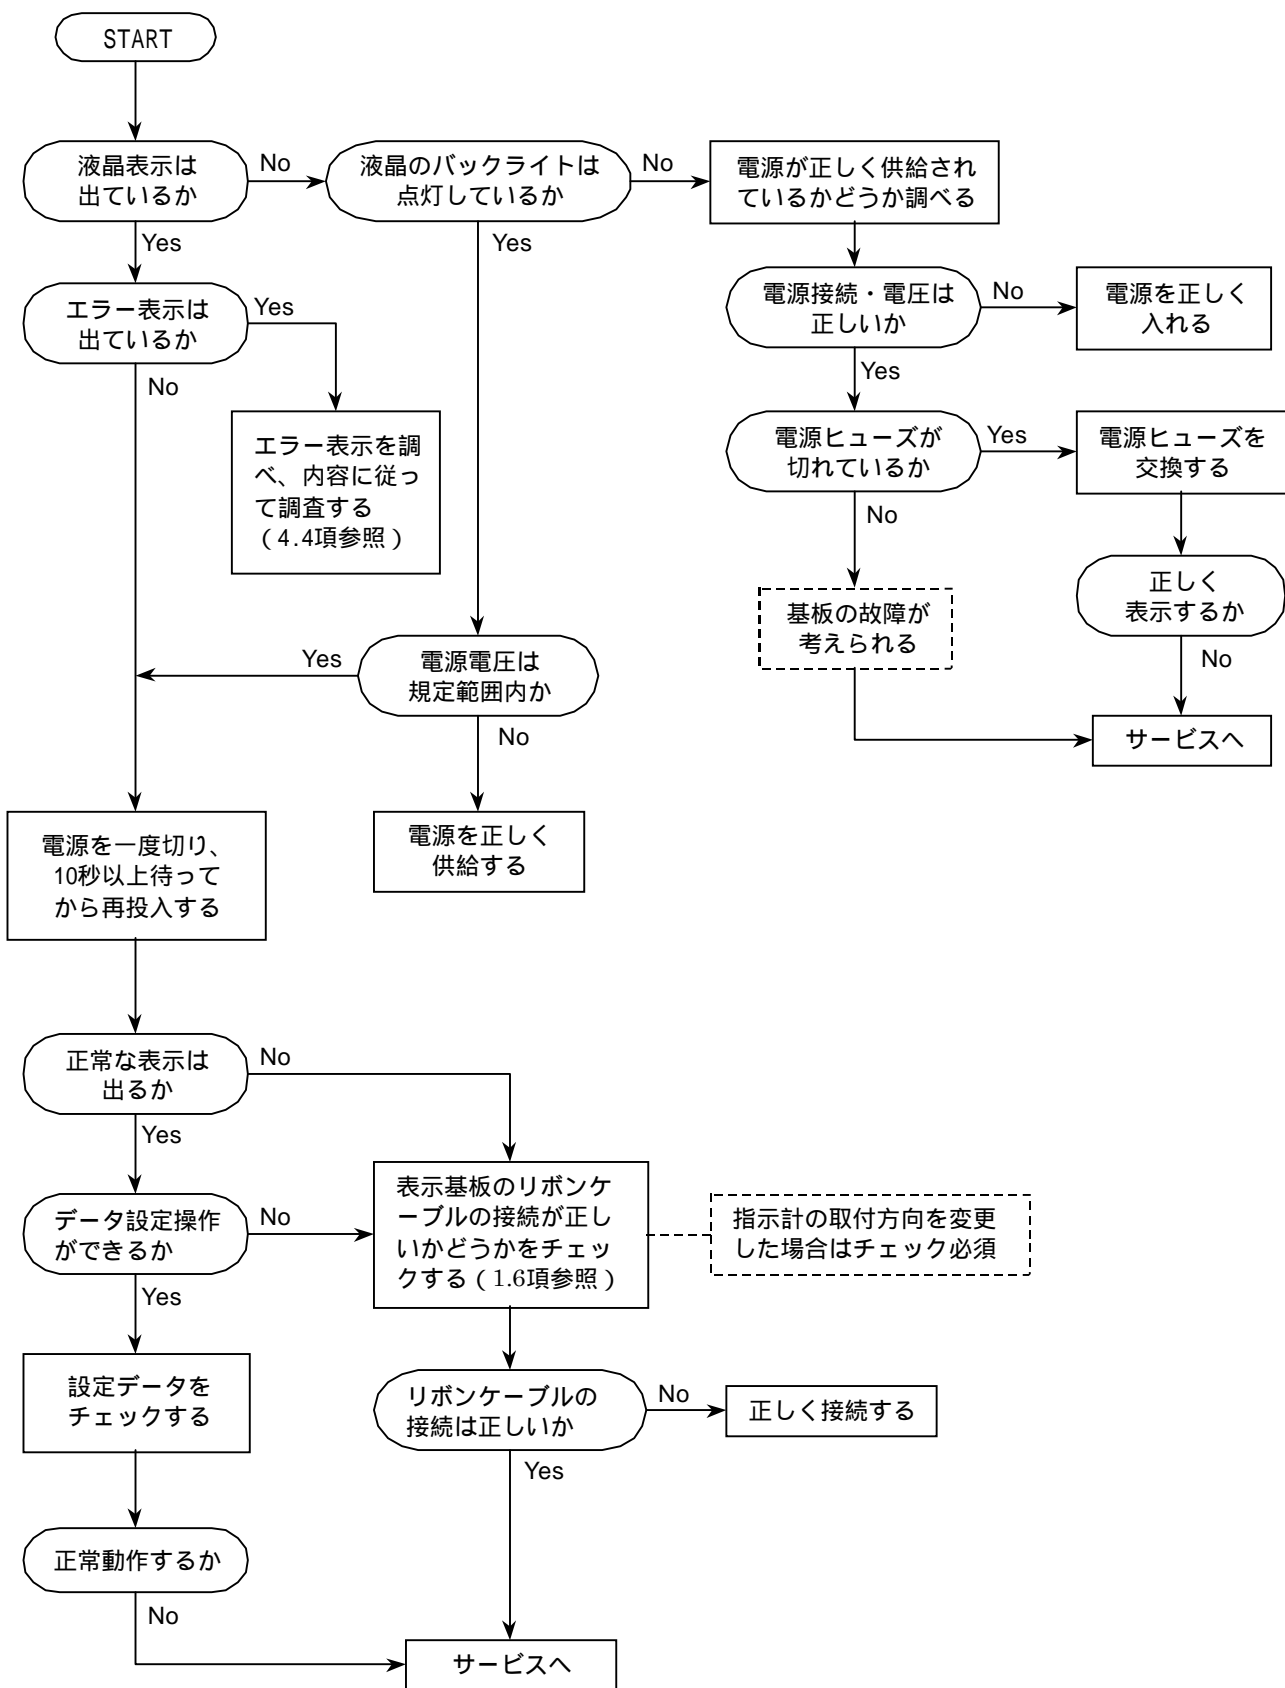 START
液晶表示は
出ているか
No
液晶のバックライトは
点灯しているか
No
電源が正しく供給され
ているかどうか調べる
Yes
Yes
エラー表示は
出ているか
Yes
電源接続・電圧は
正しいか
No
電源を正しく
入れる
No
Yes
エラー表示を調
べ、内容に従っ
て調査する
(4.4項参照)
電源ヒューズが
切れているか
Yes
電源ヒューズを
交換する
No
基板の故障が
考えられる
正しく
表示するか
No
Yes
電源電圧は
規定範囲内か
No
サービスへ
電源を一度切り、
10秒以上待って
から再投入する
電源を正しく
供給する
正常な表示は
出るか
No
Yes
データ設定操作
ができるか
No
表示基板のリボンケ
ーブルの接続が正し
いかどうかをチェッ
クする(1.6項参照)
指示計の取付方向を変更
した場合はチェック必須
Yes
設定データを
チェックする
リボンケーブルの
接続は正しいか
No
正しく接続する
Yes
正常動作するか
No
サービスへ